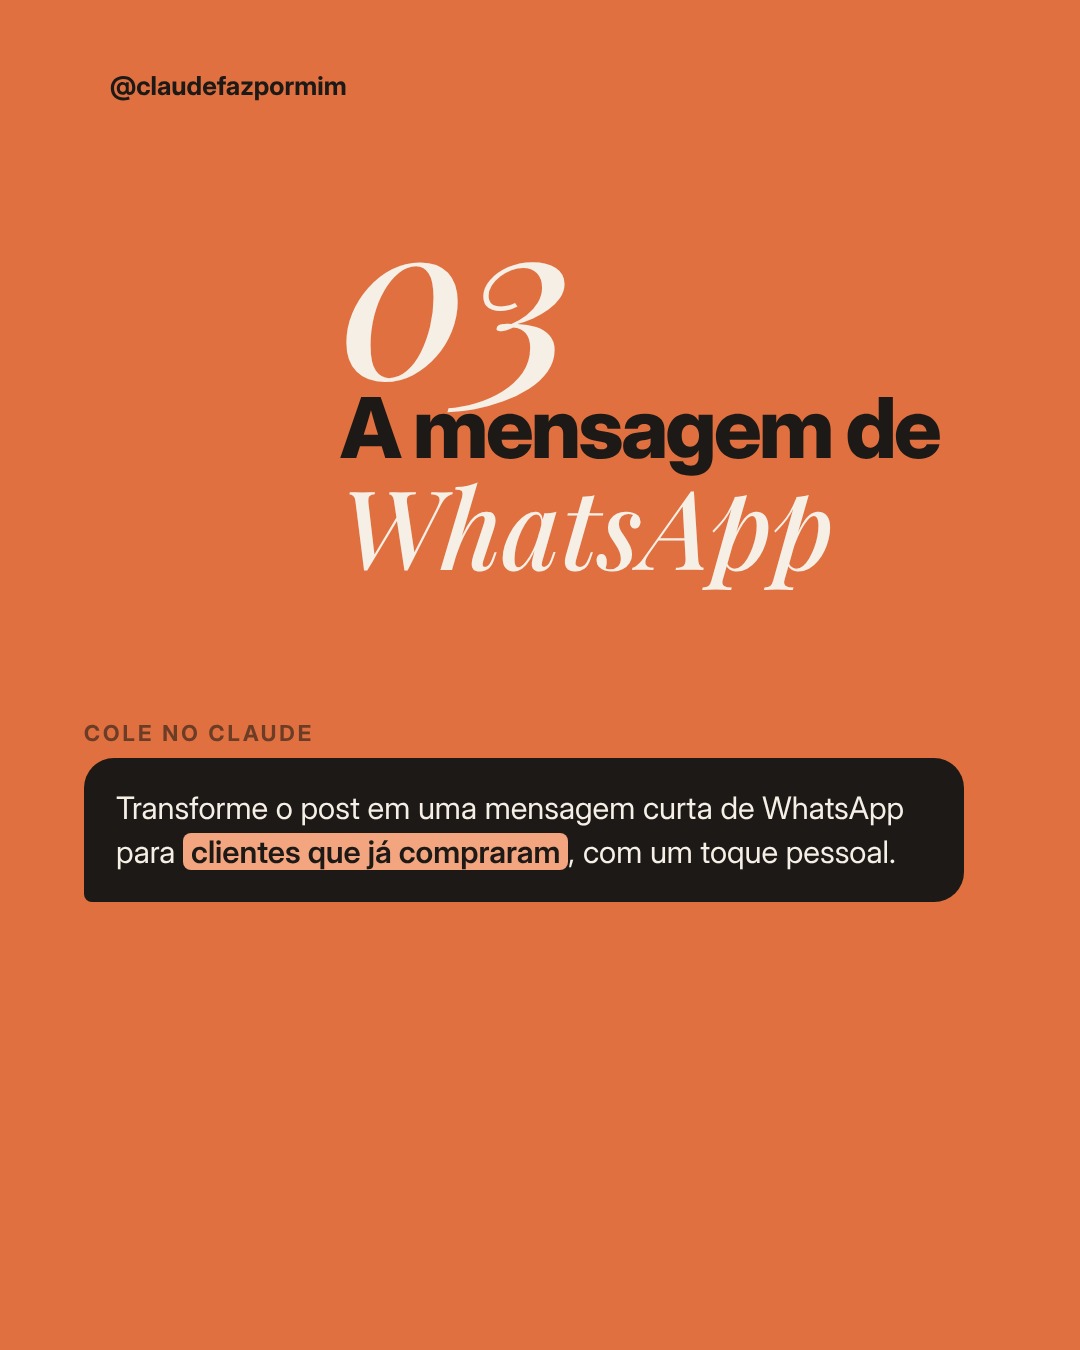 @claudefazpormim
03
A mensagem de
WhatsApp
COLE NO CLAUDE
Transforme o post em uma mensagem curta de WhatsApp
para clientes que já compraram, com um toque pessoal.